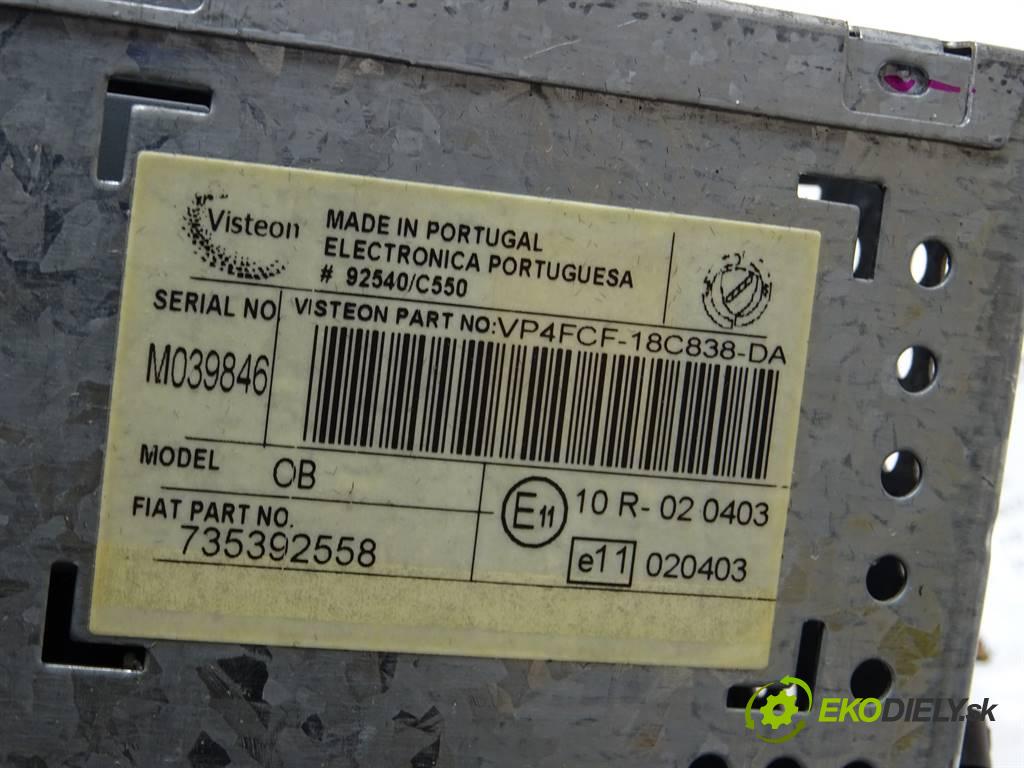 Visteon
MADE IN PORTUGAL
ELECTRONICA PORTUGUESA
# 92540/C550
SERIAL NO
M039846
VISTEON PART NO:VP4FCF-18C838-DA
MODEL OB
FIAT PART NO.
735392558
E11 10 R- 02 0403
e11 020403
EKODIELY.sk